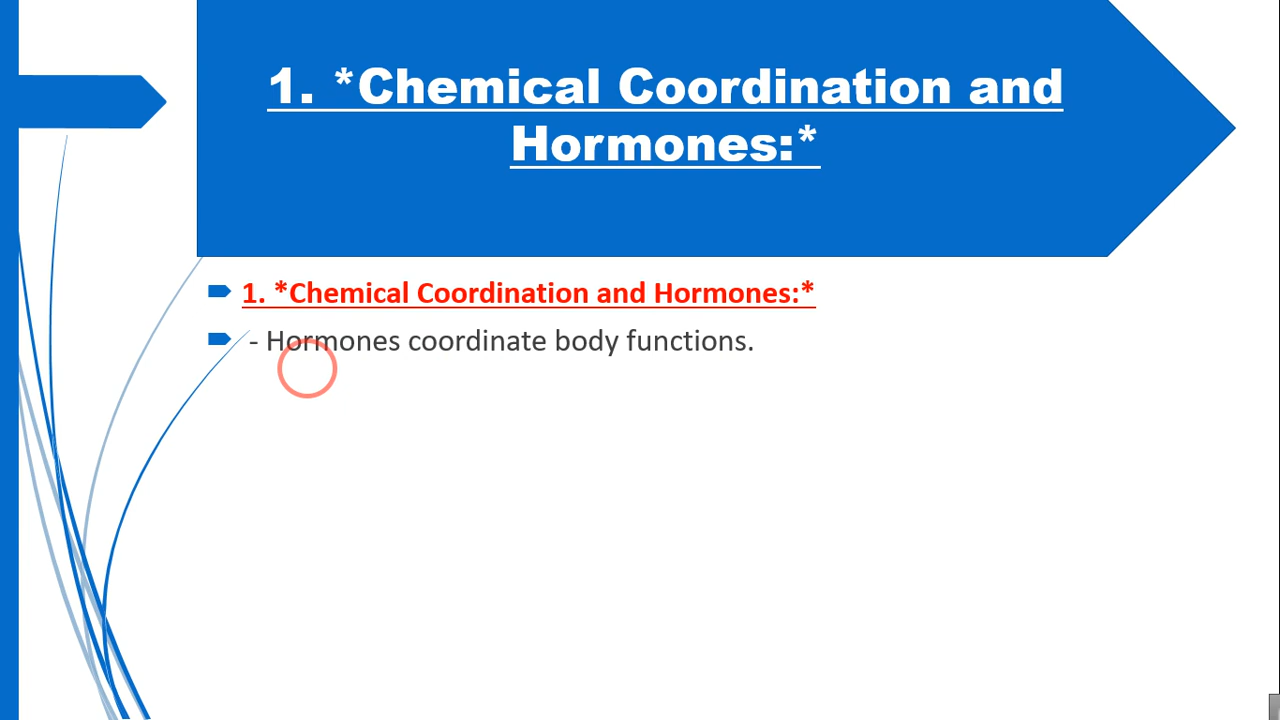 1. *Chemical Coordination and
Hormones:*
1. *Chemical Coordination and Hormones:*
- Hormones coordinate body functions.